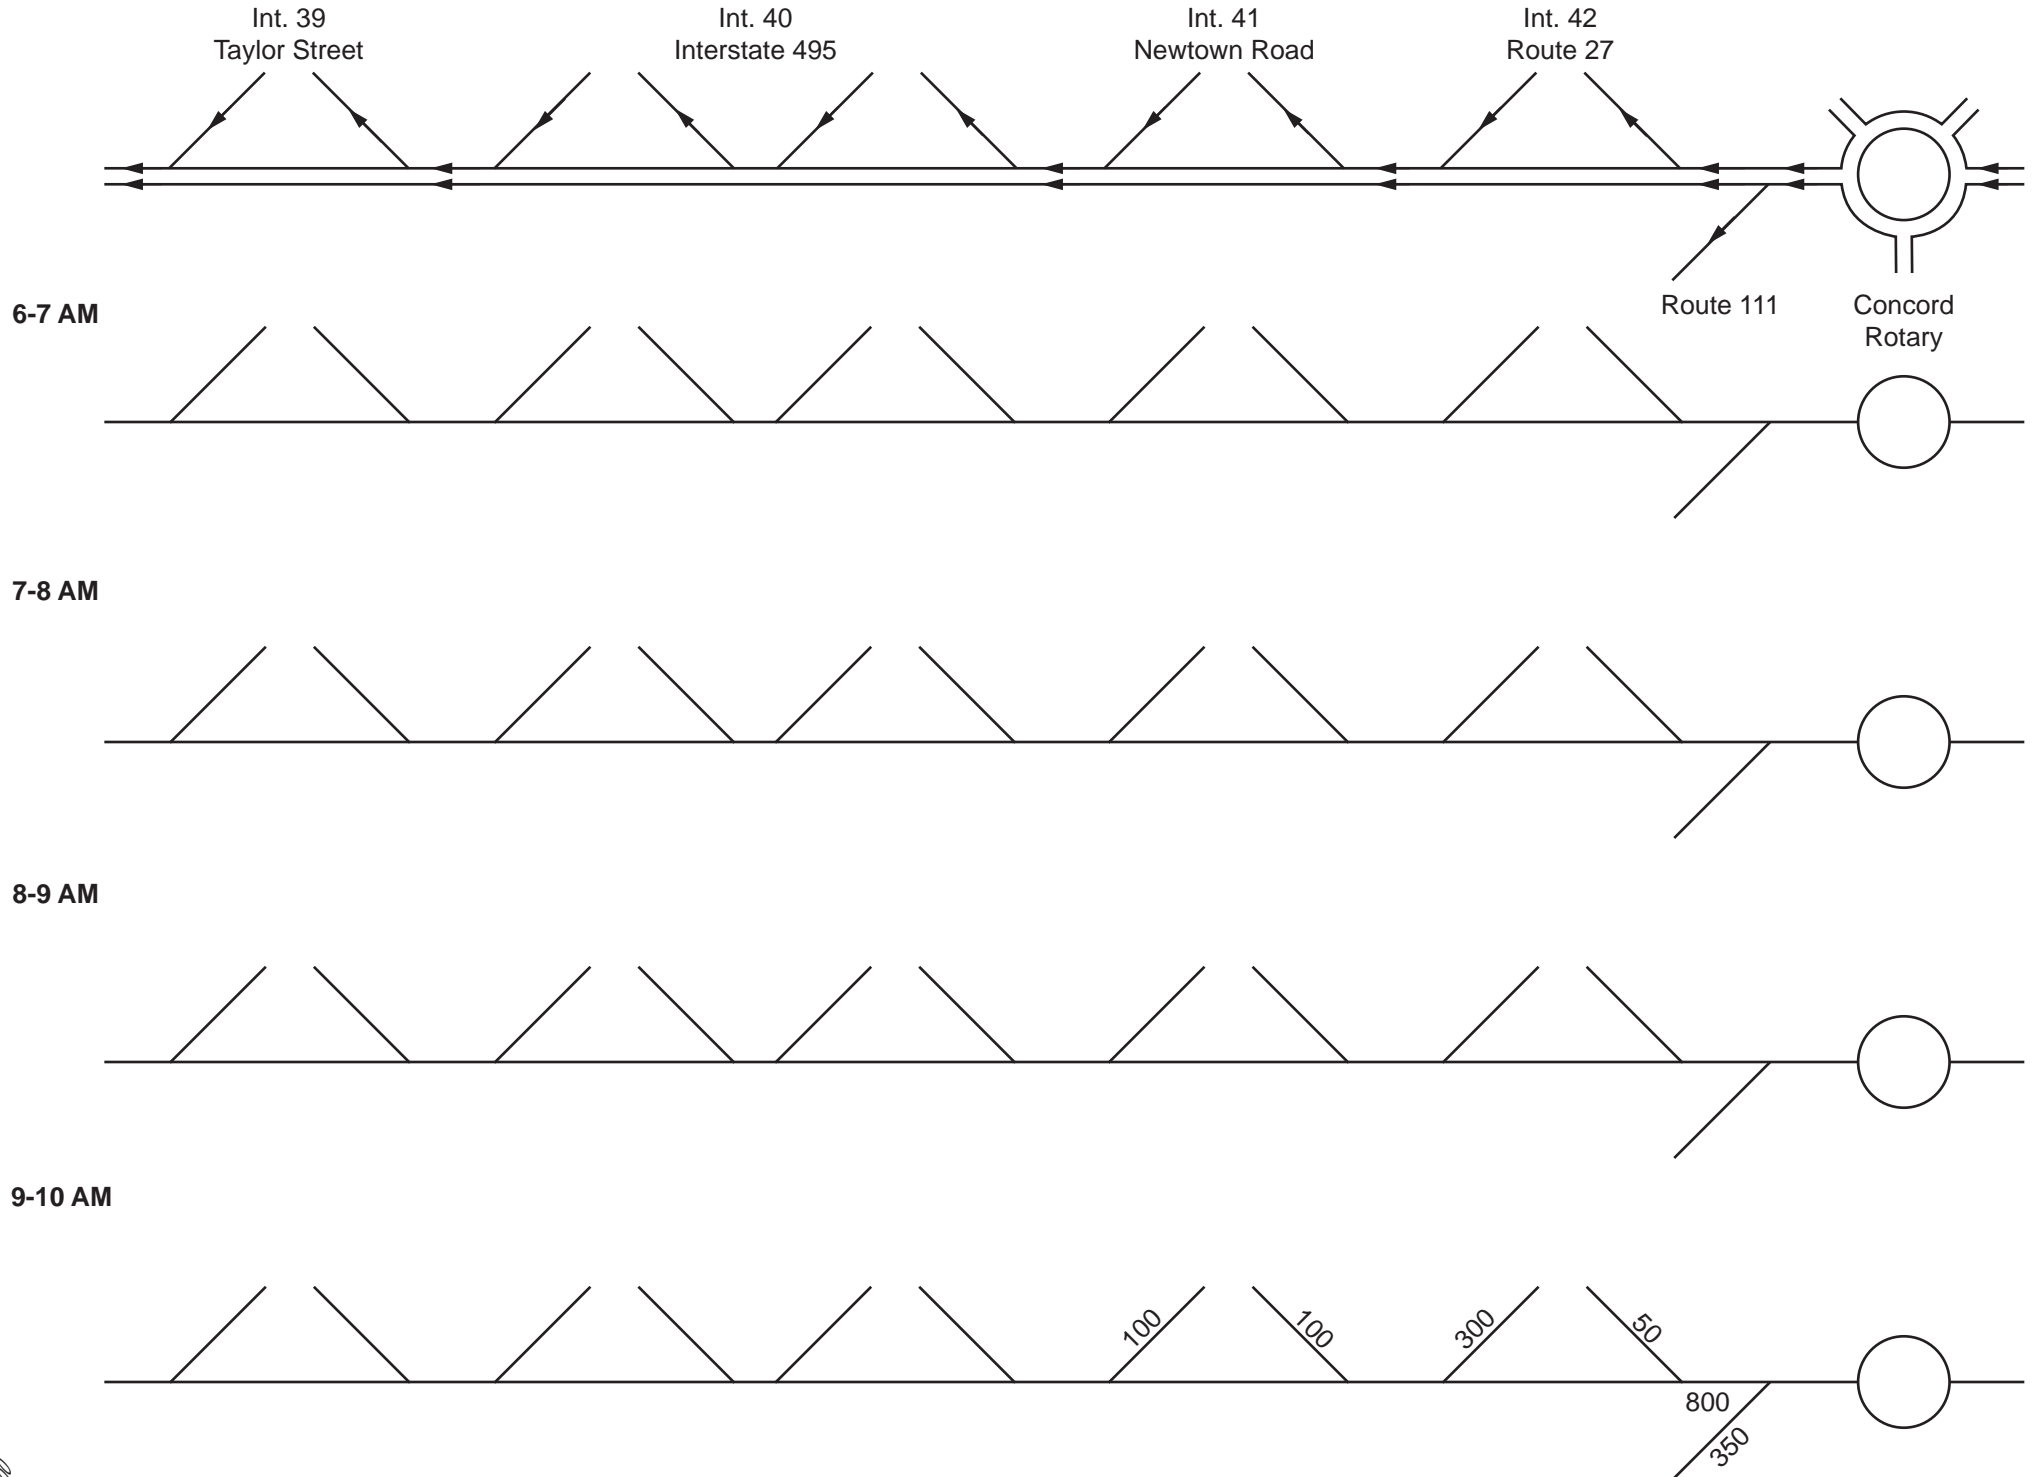 Int. 39
Taylor Street
Int. 40
Interstate 495
Int. 41
Newtown Road
Int. 42
Route 27
Route 111
Concord
Rotary
6-7 AM
7-8 AM
8-9 AM
9-10 AM
100
100
300
50
800
350